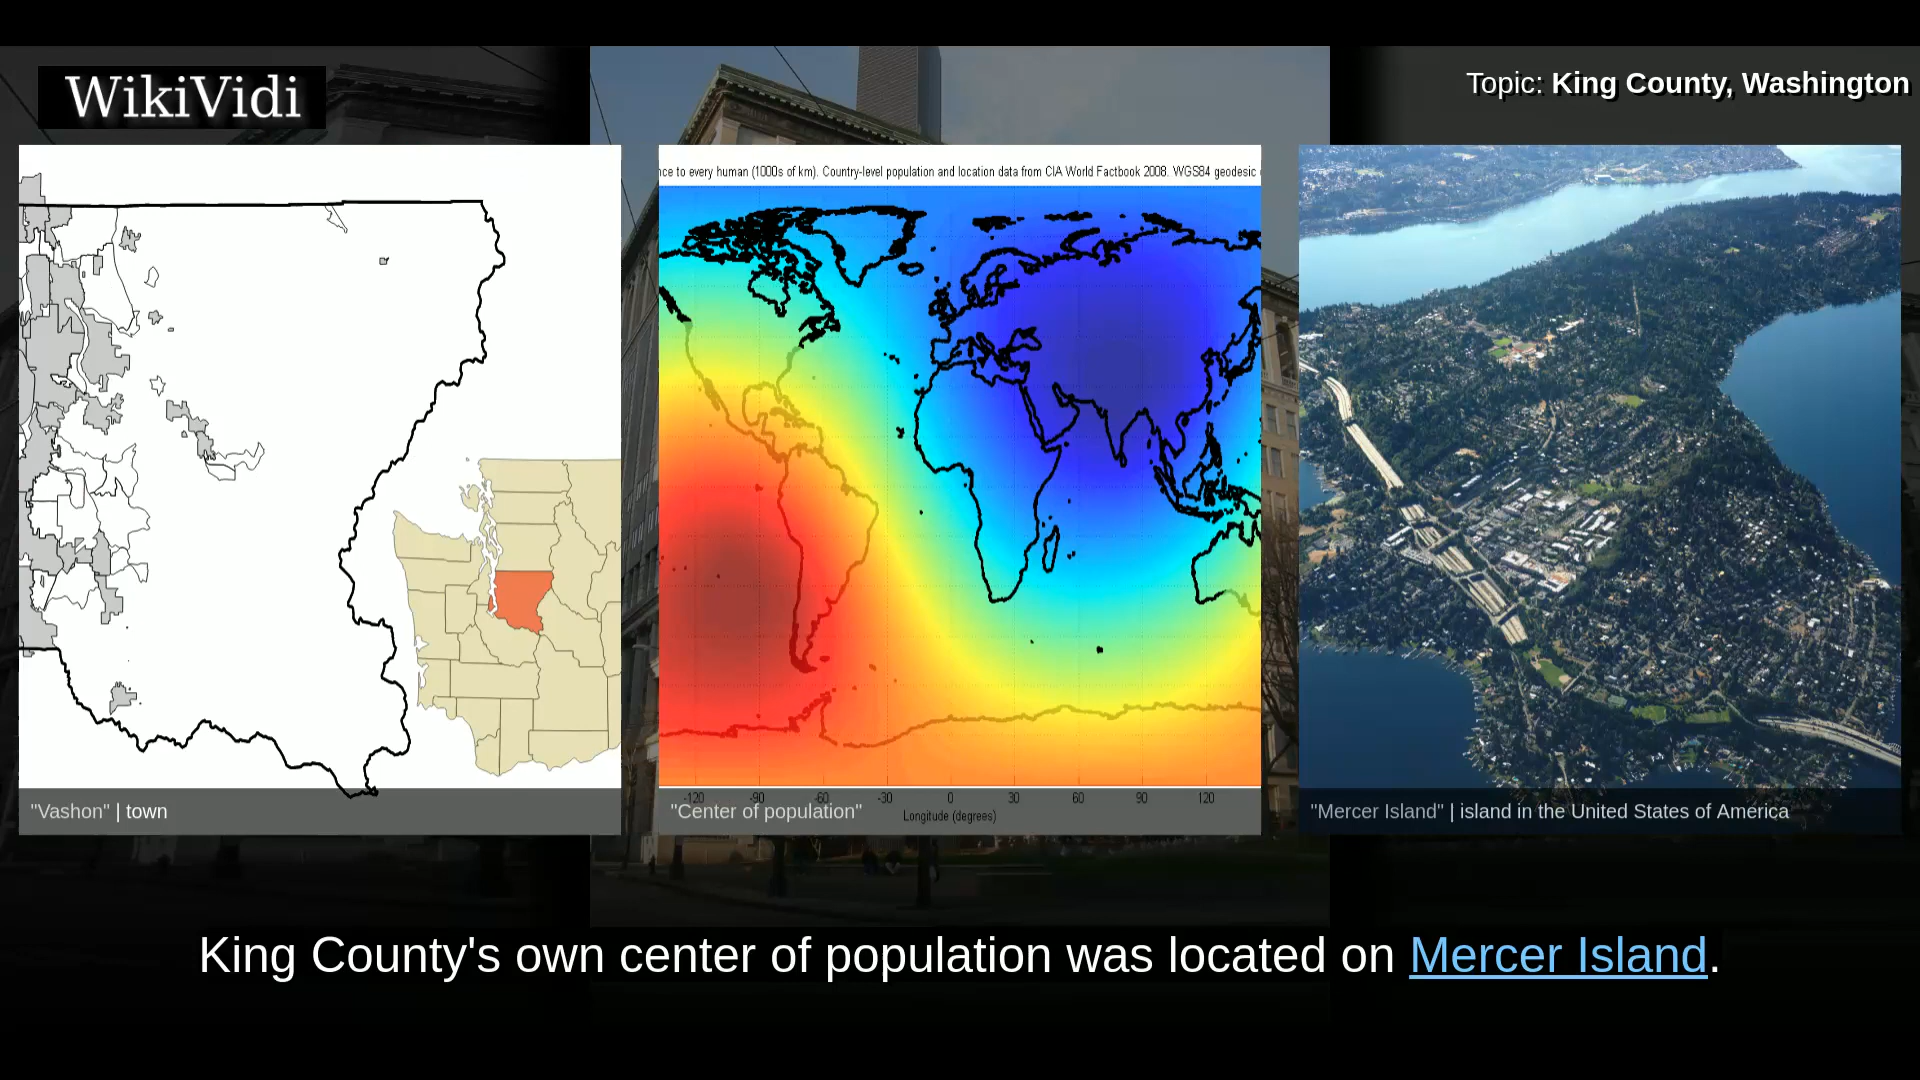 WikiVidi
Topic: King County, Washington
to every human (1000s of km). Country-level population and location data from CIA World Factbook 2008. WGS84 geodesic
-120 -90 -60 -30 0 30 60 90 120
Longitude (degrees)
"Vashon" | town
"Center of population"
"Mercer Island" | island in the United States of America
King County's own center of population was located on Mercer Island.